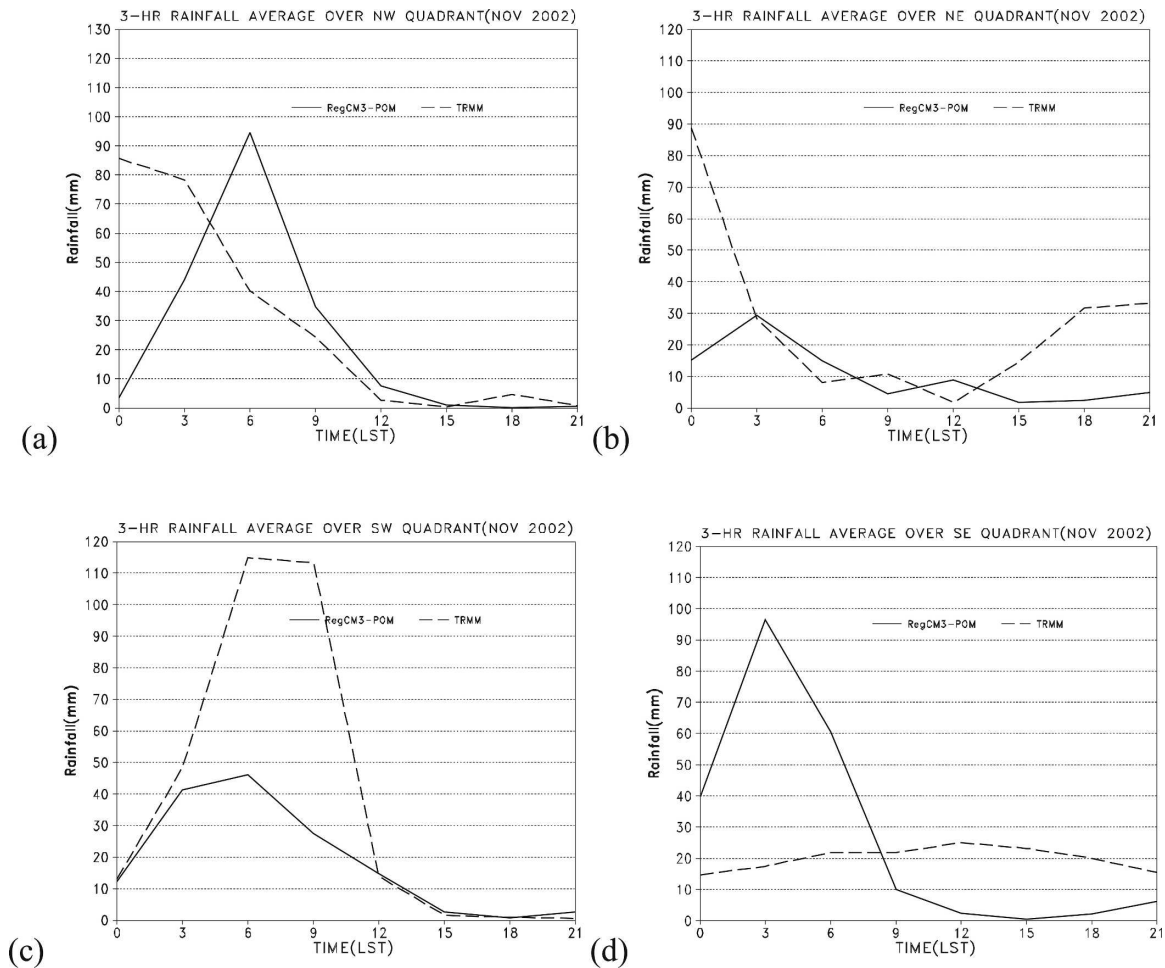 3-HR RAINFALL AVERAGE OVER NW QUADRANT(NOV 2002)
130
120
110
100
90
80
70
60
50
40
30
20
10
0
Rainfall(mm)
RegCM3-POM TRMM
0 3 6 9 12 15 18 21
TIME(LST)
(a)
3-HR RAINFALL AVERAGE OVER NE QUADRANT(NOV 2002)
120
110
100
90
80
70
60
50
40
30
20
10
0
Rainfall(mm)
RegCM3-POM TRMM
0 3 6 9 12 15 18 21
TIME(LST)
(b)
3-HR RAINFALL AVERAGE OVER SW QUADRANT(NOV 2002)
120
110
100
90
80
70
60
50
40
30
20
10
0
Rainfall(mm)
RegCM3-POM TRMM
0 3 6 9 12 15 18 21
TIME(LST)
(c)
3-HR RAINFALL AVERAGE OVER SE QUADRANT(NOV 2002)
120
110
100
90
80
70
60
50
40
30
20
10
0
Rainfall(mm)
RegCM3-POM TRMM
0 3 6 9 12 15 18 21
TIME(LST)
(d)